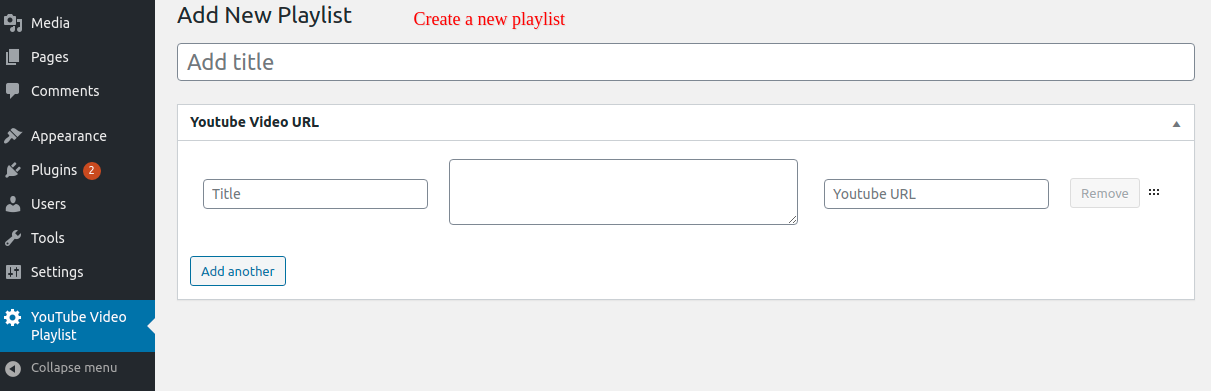 Media
Pages
Comments
Appearance
Plugins 2
Users
Tools
Settings
YouTube Video
Playlist
Collapse menu
Add New Playlist
Create a new playlist
Add title
Youtube Video URL
Title
Youtube URL
Remove
Add another